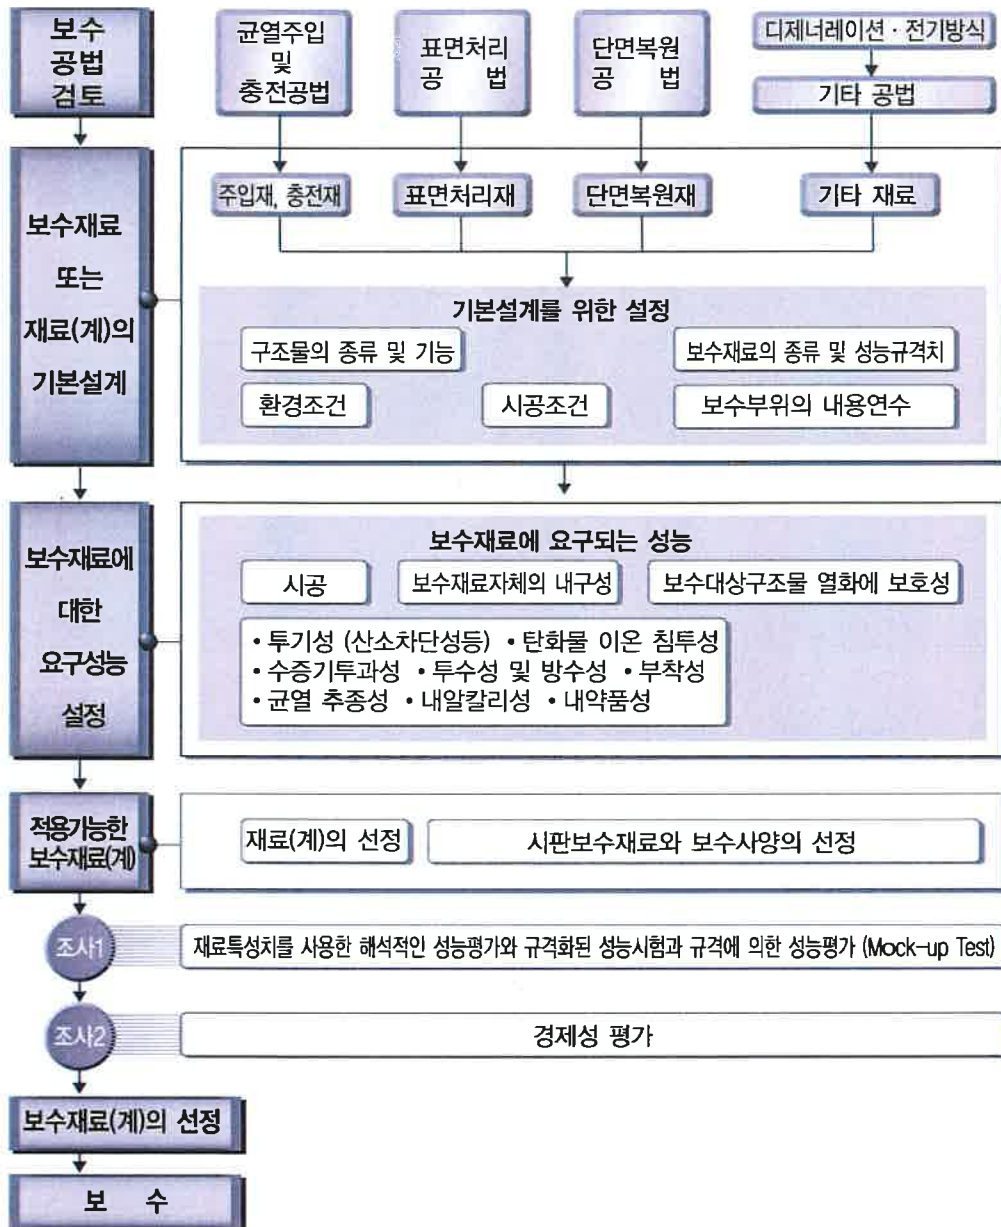 보수
공법
검토
균열주입
및
충전공법
표면처리
공 법
단면복원
공 법
디제너레이션 · 전기방식
기타 공법
보수재료
또는
재료(계)의
기본설계
주입재, 충전재
표면처리재
단면복원재
기타 재료
기본설계를 위한 설정
구조물의 종류 및 기능
보수재료의 종류 및 성능규격치
환경조건
시공조건
보수부위의 내용연수
보수재료에
대한
요구성능
설정
보수재료에 요구되는 성능
시공
보수재료자체의 내구성
보수대상구조물 열화에 보호성
• 투기성 (산소차단성등) • 탄화물 이온 침투성
• 수증기투과성 • 투수성 및 방수성 • 부착성
• 균열 추종성 • 내알칼리성 • 내약품성
적용가능한
보수재료(계)
재료(계)의 선정
시판보수재료와 보수사양의 선정
조사1
재료특성치를 사용한 해석적인 성능평가와 규격화된 성능시험과 규격에 의한 성능평가 (Mock-up Test)
조사2
경제성 평가
보수재료(계)의 선정
보 수